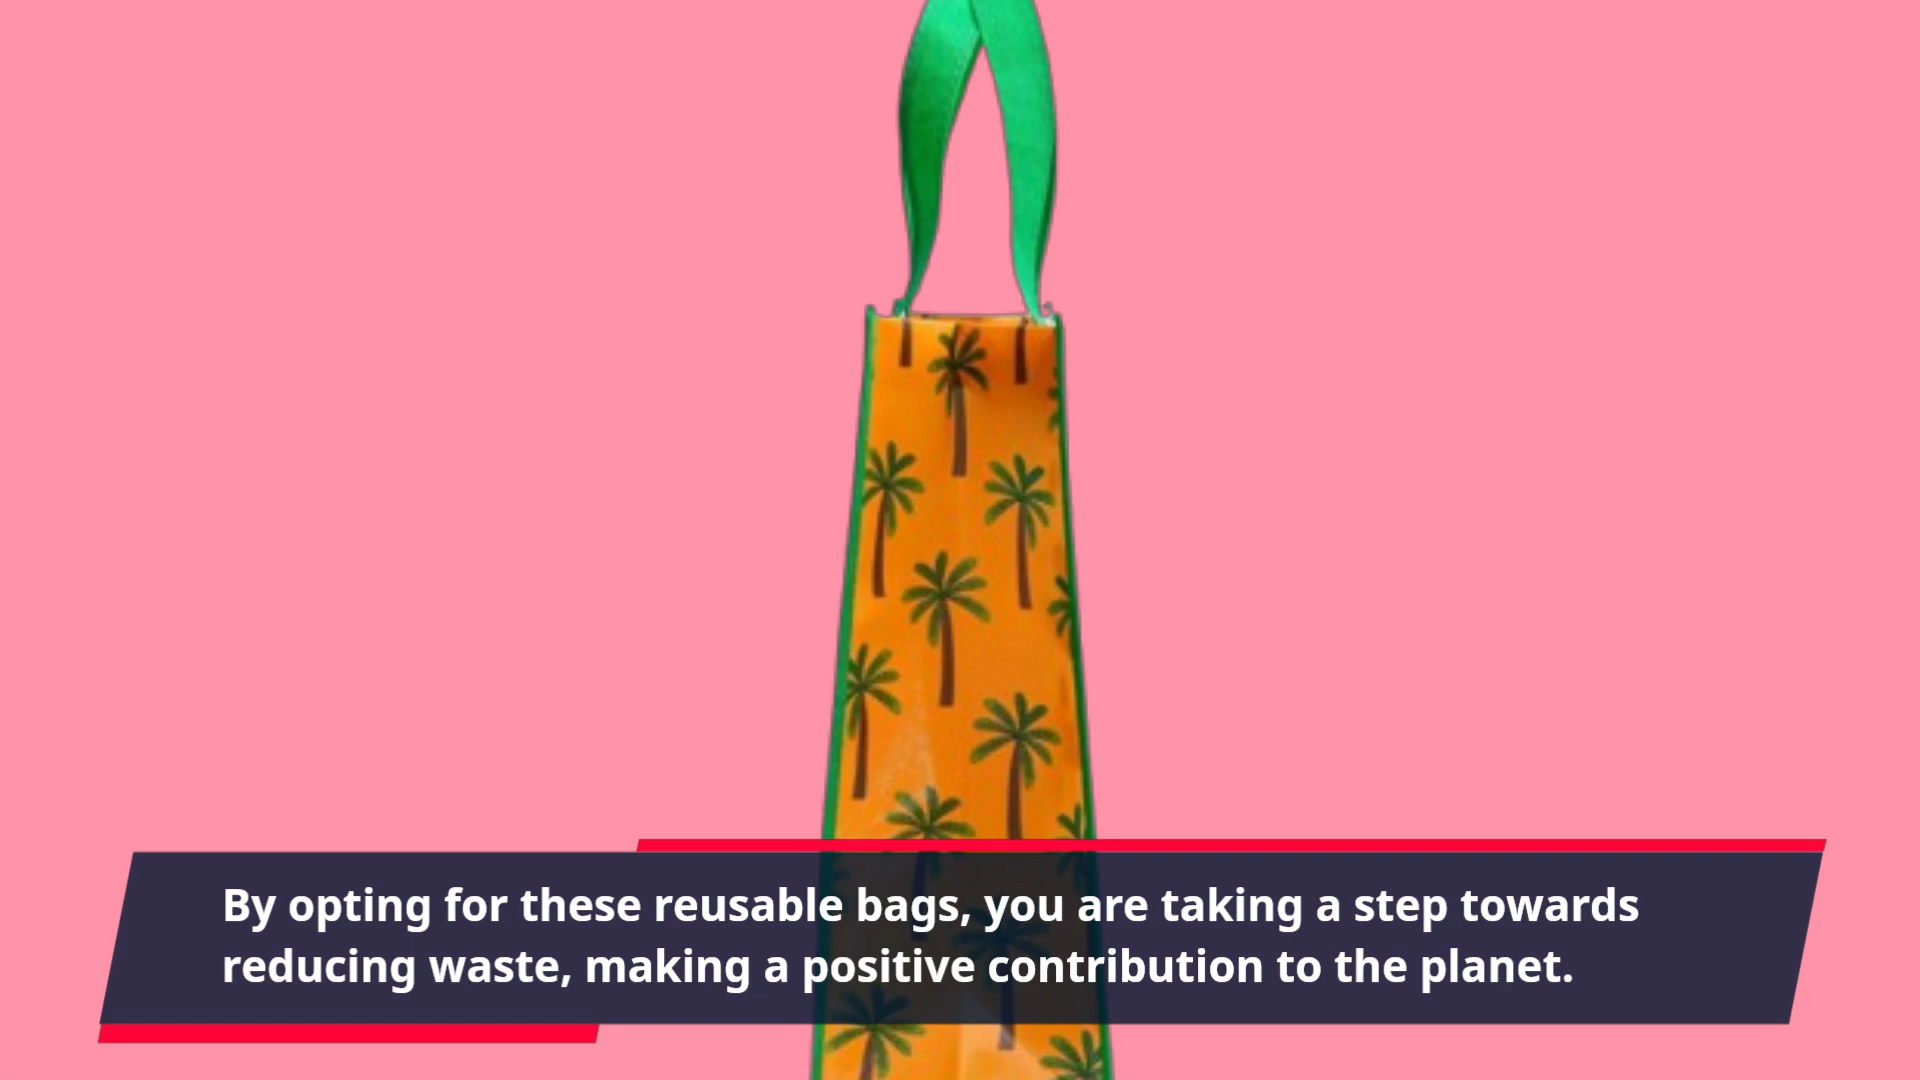 By opting for these reusable bags, you are taking a step towards
reducing waste, making a positive contribution to the planet.